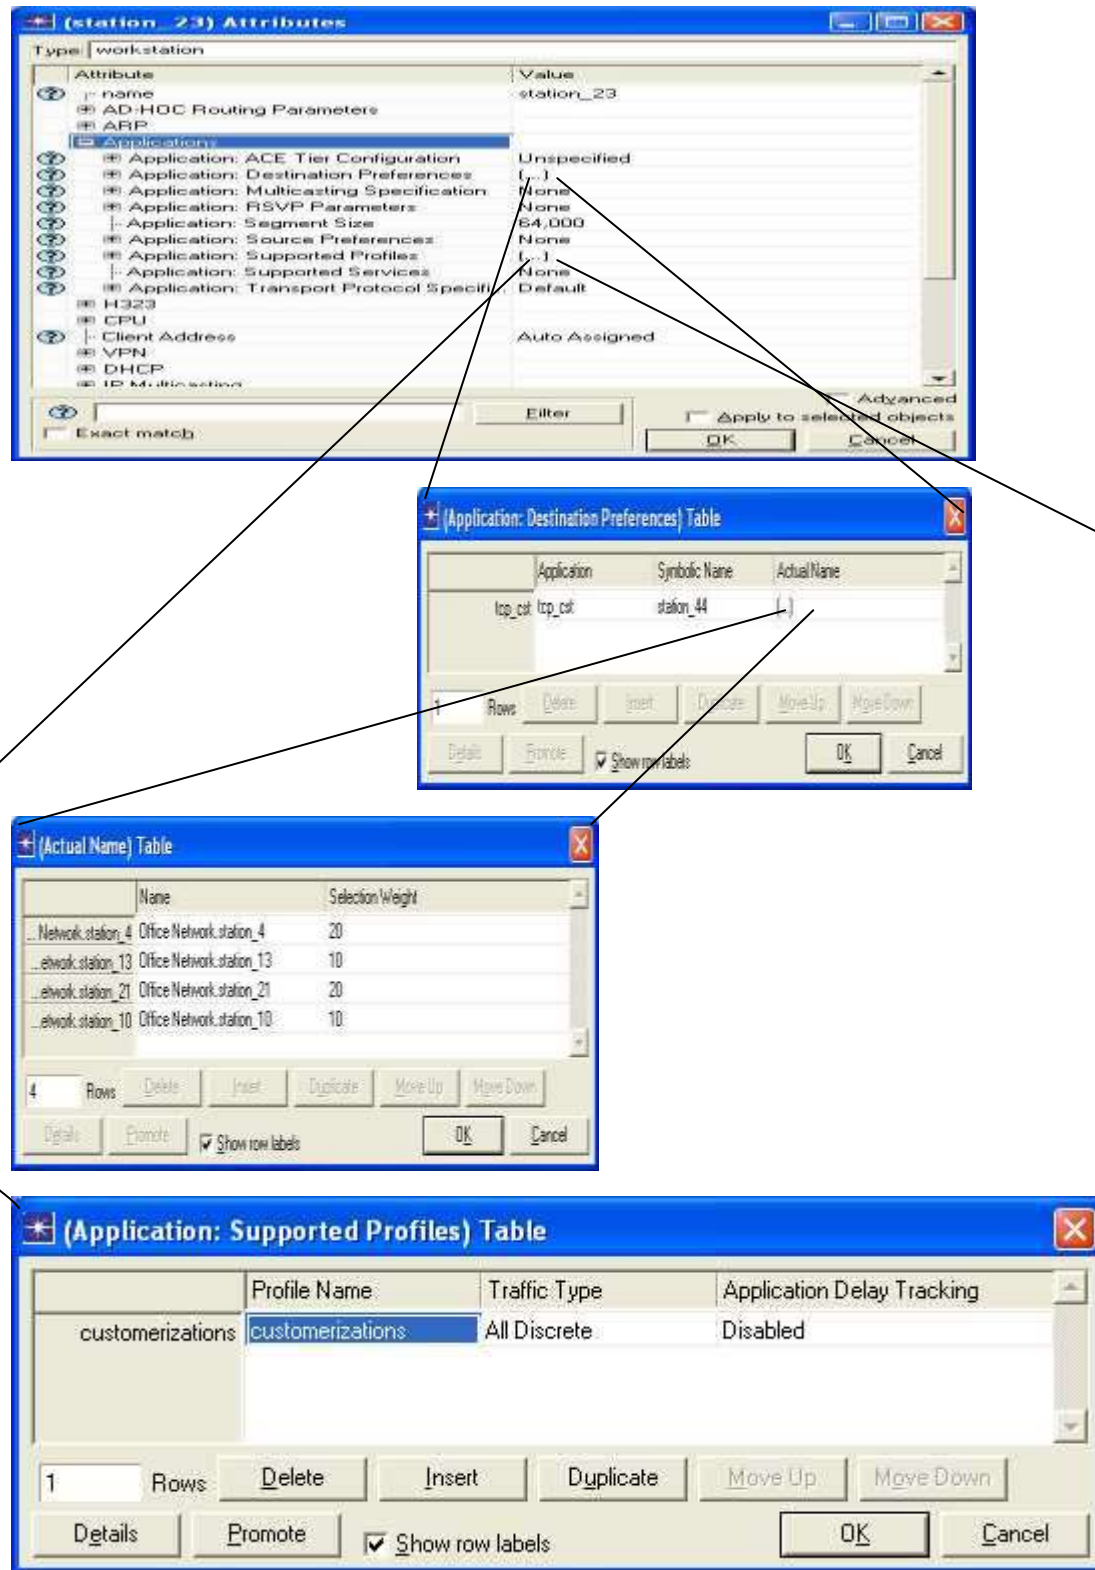 (station_23) Attributes
Type: workstation
Attribute Value
name station_23
AD-HOC Routing Parameters
ARP
Applications
Application: ACE Tier Configuration Unspecified
Application: Destination Preferences (...)
Application: Multicasting Specification None
Application: RSVP Parameters None
Application: Segment Size 64,000
Application: Source Preferences None
Application: Supported Profiles (...)
Application: Supported Services None
Application: Transport Protocol Specifi... Default
H323
CPU
Client Address Auto Assigned
VPN
DHCP
IP Multicasting
Advanced
Filter Apply to selected objects
Exact match OK Cancel
(Application: Destination Preferences) Table
Application Symbolic Name Actual Name
tcp_cst tcp_cst station_44 (...)
1 Rows Delete Insert Duplicate Move Up Move Down
Details Promote Show row labels OK Cancel
(Actual Name) Table
Name Selection Weight
... Network.station_4 Office Network.station_4 20
...etwork.station_13 Office Network.station_13 10
...etwork.station_21 Office Network.station_21 20
...etwork.station_10 Office Network.station_10 10
4 Rows Delete Insert Duplicate Move Up Move Down
Details Promote Show row labels OK Cancel
(Application: Supported Profiles) Table
Profile Name Traffic Type Application Delay Tracking
customerizations customerizations All Discrete Disabled
1 Rows Delete Insert Duplicate Move Up Move Down
Details Promote Show row labels OK Cancel